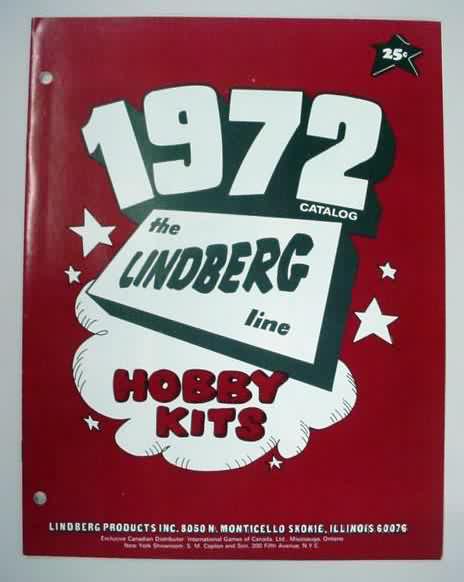 25¢
1972
CATALOG
the
LINDBERG
line
HOBBY
KITS
LINDBERG PRODUCTS INC. 8050 N. MONTICELLO SKOKIE, ILLINOIS 60076
Exclusive Canadian Distributor: International Games of Canada, Ltd., Mississauga, Ontario
New York Showroom: S. M. Coplon and Son, 200 Fifth Avenue, N.Y.C.